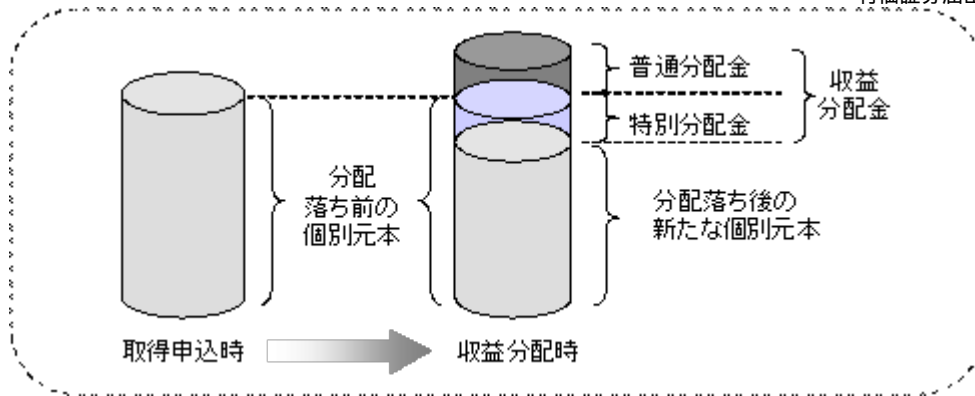 普通分配金
特別分配金
収益
分配金
分配
落ち前の
個別元本
分配落ち後の
新たな個別元本
取得申込時
収益分配時